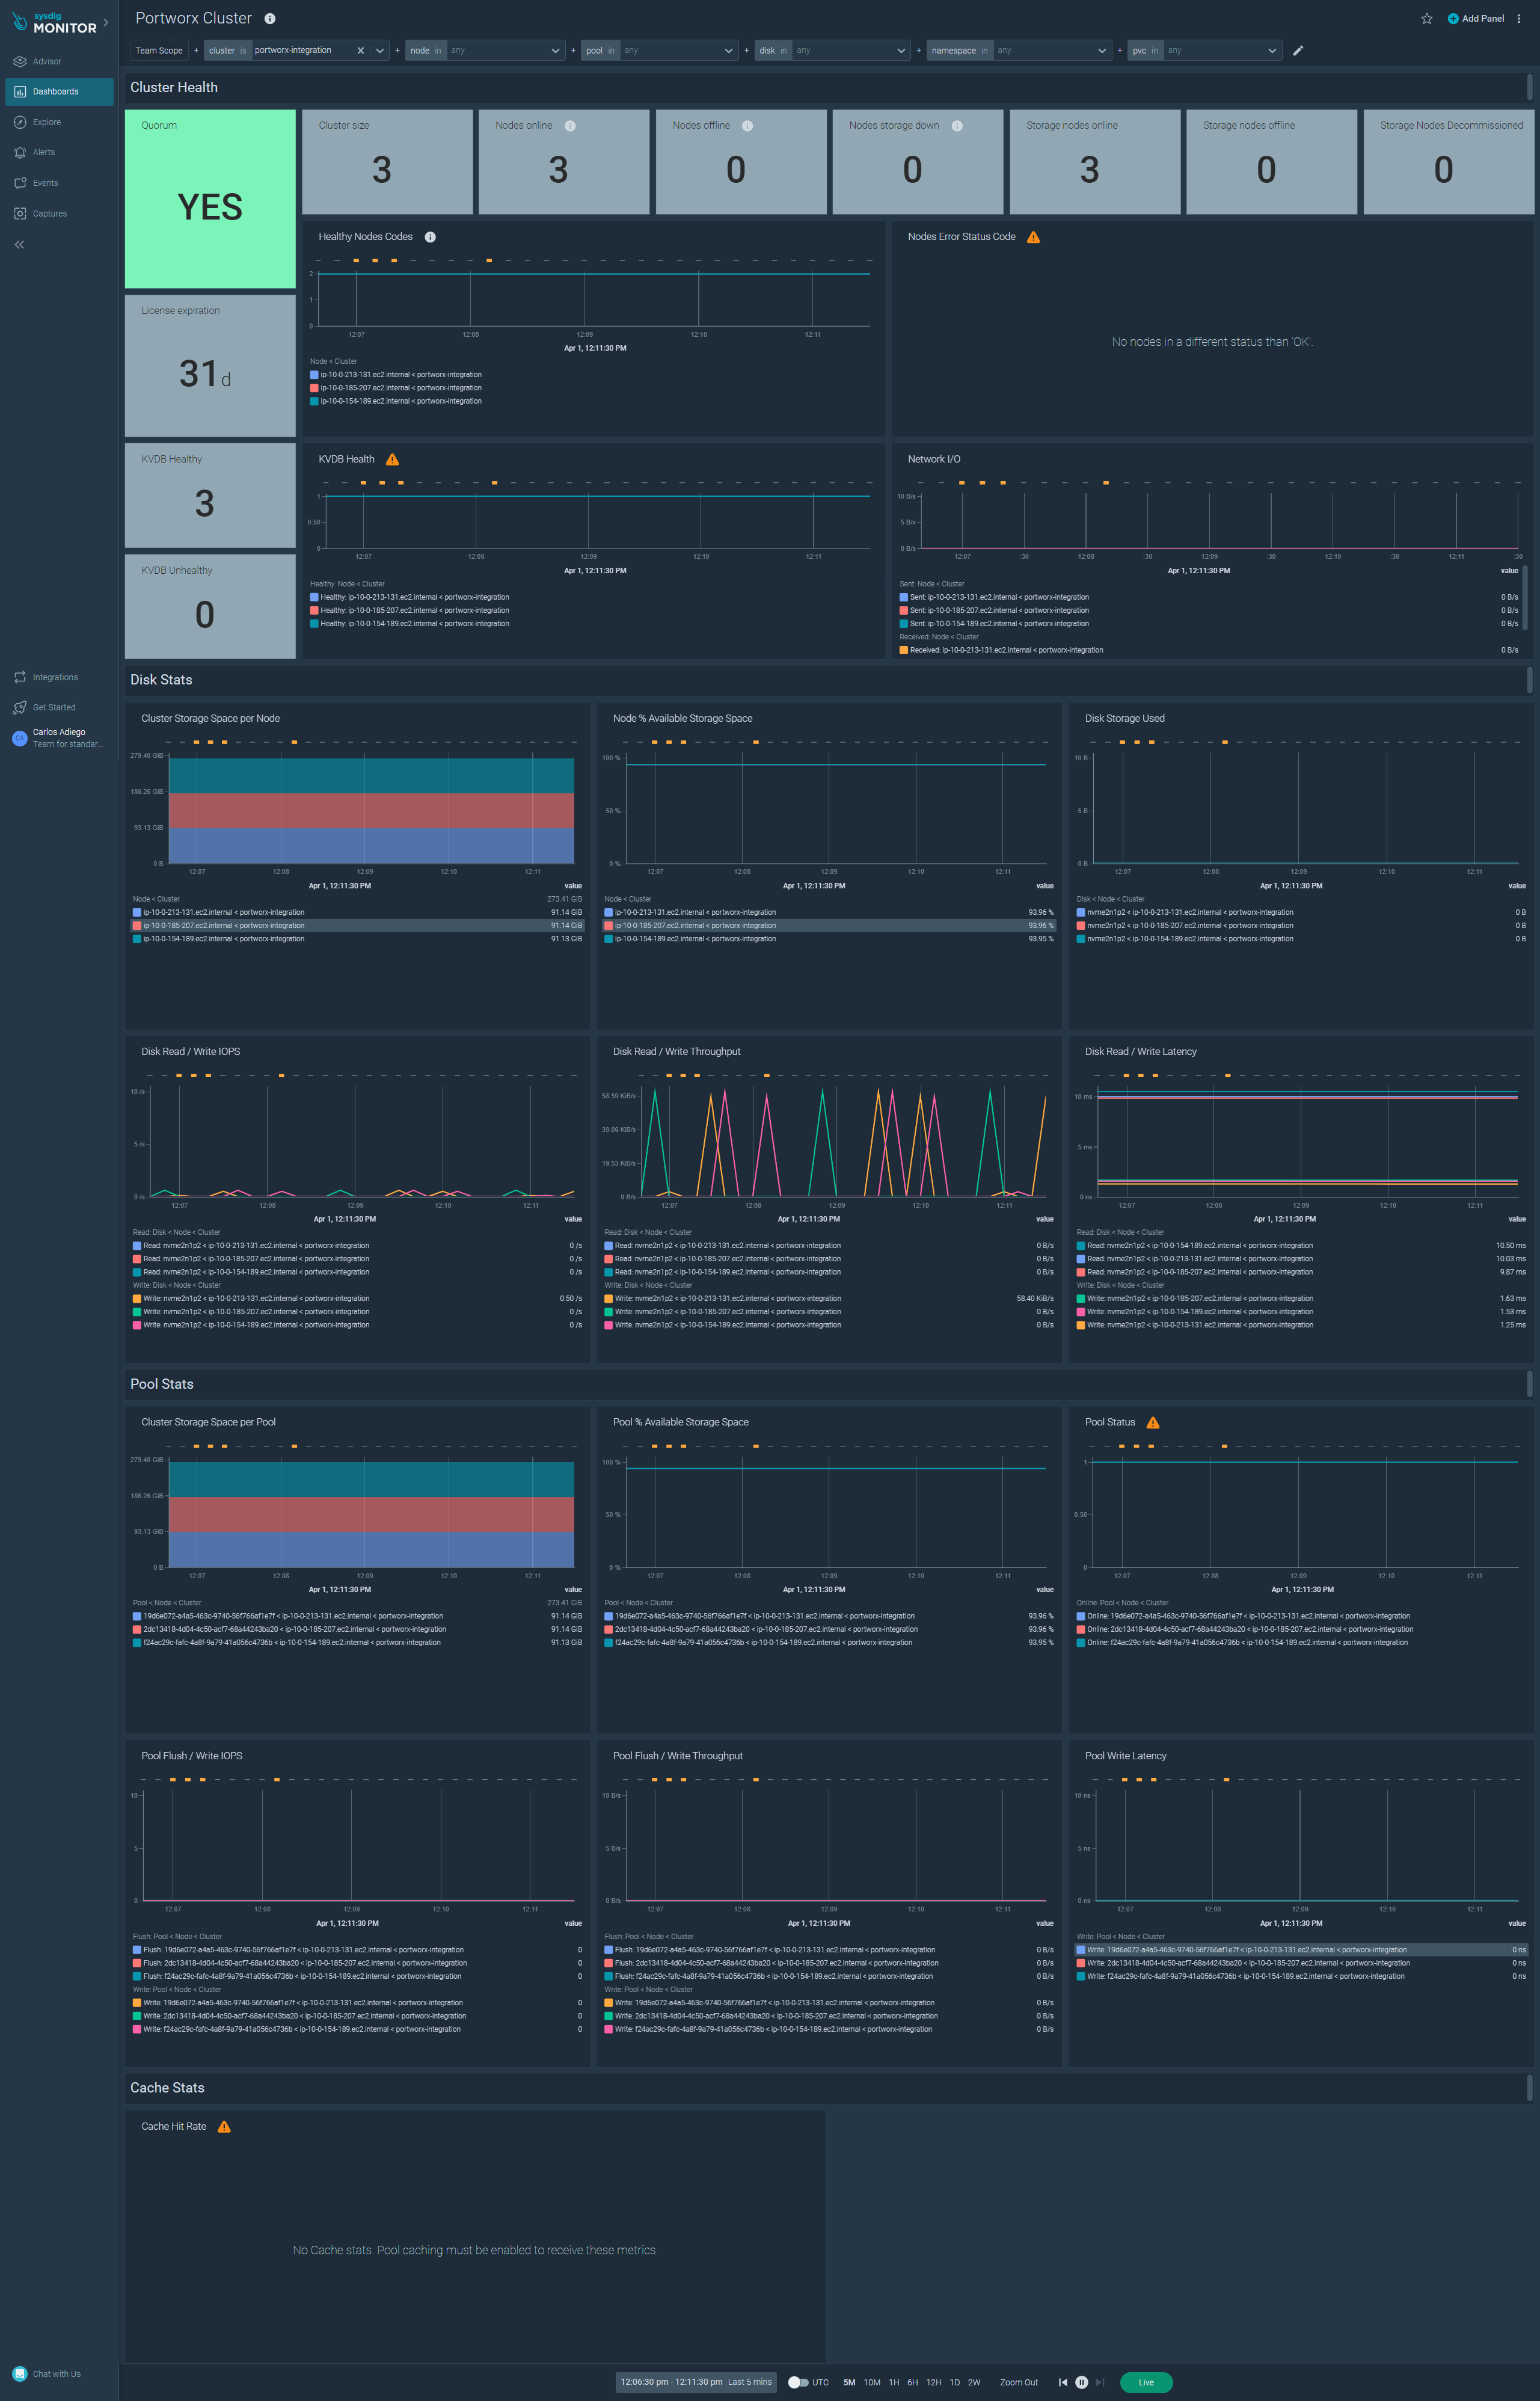 sysdig
MONITOR
Advisor
Dashboards
Explore
Alerts
Events
Captures
Integrations
Get Started
CA
Carlos Adiego
Team for standar...
Chat with Us
Portworx Cluster
Add Panel
Team Scope + cluster is portworx-integration + node in any + pool in any + disk in any + namespace in any + pvc in any
Cluster Health
Quorum
YES
Cluster size
3
Nodes online
3
Nodes offline
0
Nodes storage down
0
Storage nodes online
3
Storage nodes offline
0
Storage Nodes Decommissioned
0
License expiration
31 d
KVDB Healthy
3
KVDB Unhealthy
0
Healthy Nodes Codes
2
1
0
12:07 12:08 12:09 12:10 12:11
Apr 1, 12:11:30 PM
Node < Cluster
ip-10-0-213-131.ec2.internal < portworx-integration
ip-10-0-185-207.ec2.internal < portworx-integration
ip-10-0-154-189.ec2.internal < portworx-integration
Nodes Error Status Code
No nodes in a different status than 'OK'.
KVDB Health
1
0.50
0
12:07 12:08 12:09 12:10 12:11
Apr 1, 12:11:30 PM
Healthy: Node < Cluster
Healthy: ip-10-0-213-131.ec2.internal < portworx-integration
Healthy: ip-10-0-185-207.ec2.internal < portworx-integration
Healthy: ip-10-0-154-189.ec2.internal < portworx-integration
Network I/O
10 B/s
5 B/s
0 B/s
12:07 :30 12:08 :30 12:09 :30 12:10 :30 12:11 :30
Apr 1, 12:11:30 PM value
Sent: Node < Cluster
Sent: ip-10-0-213-131.ec2.internal < portworx-integration 0 B/s
Sent: ip-10-0-185-207.ec2.internal < portworx-integration 0 B/s
Sent: ip-10-0-154-189.ec2.internal < portworx-integration 0 B/s
Received: Node < Cluster
Received: ip-10-0-213-131.ec2.internal < portworx-integration 0 B/s
Disk Stats
Cluster Storage Space per Node
279.40 GiB
186.26 GiB
93.13 GiB
0 B
12:07 12:08 12:09 12:10 12:11
Apr 1, 12:11:30 PM value
Node < Cluster 273.41 GiB
ip-10-0-213-131.ec2.internal < portworx-integration 91.14 GiB
ip-10-0-185-207.ec2.internal < portworx-integration 91.14 GiB
ip-10-0-154-189.ec2.internal < portworx-integration 91.13 GiB
Node % Available Storage Space
100 %
50 %
0 %
12:07 12:08 12:09 12:10 12:11
Apr 1, 12:11:30 PM value
Node < Cluster
ip-10-0-213-131.ec2.internal < portworx-integration 93.96 %
ip-10-0-185-207.ec2.internal < portworx-integration 93.96 %
ip-10-0-154-189.ec2.internal < portworx-integration 93.95 %
Disk Storage Used
10 B
5 B
0 B
12:07 12:08 12:09 12:10 12:11
Apr 1, 12:11:30 PM value
Disk < Node < Cluster
nvme2n1p2 < ip-10-0-213-131.ec2.internal < portworx-integration 0 B
nvme2n1p2 < ip-10-0-185-207.ec2.internal < portworx-integration 0 B
nvme2n1p2 < ip-10-0-154-189.ec2.internal < portworx-integration 0 B
Disk Read / Write IOPS
10 /s
5 /s
0 /s
12:07 12:08 12:09 12:10 12:11
Apr 1, 12:11:30 PM value
Read: Disk < Node < Cluster
Read: nvme2n1p2 < ip-10-0-213-131.ec2.internal < portworx-integration 0 /s
Read: nvme2n1p2 < ip-10-0-185-207.ec2.internal < portworx-integration 0 /s
Read: nvme2n1p2 < ip-10-0-154-189.ec2.internal < portworx-integration 0 /s
Write: Disk < Node < Cluster
Write: nvme2n1p2 < ip-10-0-213-131.ec2.internal < portworx-integration 0.50 /s
Write: nvme2n1p2 < ip-10-0-185-207.ec2.internal < portworx-integration 0 /s
Write: nvme2n1p2 < ip-10-0-154-189.ec2.internal < portworx-integration 0 /s
Disk Read / Write Throughput
58.59 KiB/s
39.06 KiB/s
19.53 KiB/s
0 B/s
12:07 12:08 12:09 12:10 12:11
Apr 1, 12:11:30 PM value
Read: Disk < Node < Cluster
Read: nvme2n1p2 < ip-10-0-213-131.ec2.internal < portworx-integration 0 B/s
Read: nvme2n1p2 < ip-10-0-185-207.ec2.internal < portworx-integration 0 B/s
Read: nvme2n1p2 < ip-10-0-154-189.ec2.internal < portworx-integration 0 B/s
Write: Disk < Node < Cluster
Write: nvme2n1p2 < ip-10-0-213-131.ec2.internal < portworx-integration 58.40 KiB/s
Write: nvme2n1p2 < ip-10-0-185-207.ec2.internal < portworx-integration 0 B/s
Write: nvme2n1p2 < ip-10-0-154-189.ec2.internal < portworx-integration 0 B/s
Disk Read / Write Latency
10 ms
5 ms
0 ns
12:07 12:08 12:09 12:10 12:11
Apr 1, 12:11:30 PM value
Read: Disk < Node < Cluster
Read: nvme2n1p2 < ip-10-0-154-189.ec2.internal < portworx-integration 10.50 ms
Read: nvme2n1p2 < ip-10-0-213-131.ec2.internal < portworx-integration 10.03 ms
Read: nvme2n1p2 < ip-10-0-185-207.ec2.internal < portworx-integration 9.87 ms
Write: Disk < Node < Cluster
Write: nvme2n1p2 < ip-10-0-185-207.ec2.internal < portworx-integration 1.63 ms
Write: nvme2n1p2 < ip-10-0-154-189.ec2.internal < portworx-integration 1.53 ms
Write: nvme2n1p2 < ip-10-0-213-131.ec2.internal < portworx-integration 1.25 ms
Pool Stats
Cluster Storage Space per Pool
279.40 GiB
186.26 GiB
93.13 GiB
0 B
12:07 12:08 12:09 12:10 12:11
Apr 1, 12:11:30 PM value
Pool < Node < Cluster 273.41 GiB
19d6e072-a4a5-463c-9740-56f766af1e7f < ip-10-0-213-131.ec2.internal < portworx-integration 91.14 GiB
2dc13418-4d04-4c50-acf7-68a44243ba20 < ip-10-0-185-207.ec2.internal < portworx-integration 91.14 GiB
f24ac29c-fafc-4a8f-9a79-41a056c4736b < ip-10-0-154-189.ec2.internal < portworx-integration 91.13 GiB
Pool % Available Storage Space
100 %
50 %
0 %
12:07 12:08 12:09 12:10 12:11
Apr 1, 12:11:30 PM value
Pool < Node < Cluster
19d6e072-a4a5-463c-9740-56f766af1e7f < ip-10-0-213-131.ec2.internal < portworx-integration 93.96 %
2dc13418-4d04-4c50-acf7-68a44243ba20 < ip-10-0-185-207.ec2.internal < portworx-integration 93.96 %
f24ac29c-fafc-4a8f-9a79-41a056c4736b < ip-10-0-154-189.ec2.internal < portworx-integration 93.95 %
Pool Status
1
0.50
0
12:07 12:08 12:09 12:10 12:11
Apr 1, 12:11:30 PM
Online: Pool < Node < Cluster
Online: 19d6e072-a4a5-463c-9740-56f766af1e7f < ip-10-0-213-131.ec2.internal < portworx-integration
Online: 2dc13418-4d04-4c50-acf7-68a44243ba20 < ip-10-0-185-207.ec2.internal < portworx-integration
Online: f24ac29c-fafc-4a8f-9a79-41a056c4736b < ip-10-0-154-189.ec2.internal < portworx-integration
Pool Flush / Write IOPS
10
5
0
12:07 12:08 12:09 12:10 12:11
Apr 1, 12:11:30 PM value
Flush: Pool < Node < Cluster
Flush: 19d6e072-a4a5-463c-9740-56f766af1e7f < ip-10-0-213-131.ec2.internal < portworx-integration 0
Flush: 2dc13418-4d04-4c50-acf7-68a44243ba20 < ip-10-0-185-207.ec2.internal < portworx-integration 0
Flush: f24ac29c-fafc-4a8f-9a79-41a056c4736b < ip-10-0-154-189.ec2.internal < portworx-integration 0
Write: Pool < Node < Cluster
Write: 19d6e072-a4a5-463c-9740-56f766af1e7f < ip-10-0-213-131.ec2.internal < portworx-integration 0
Write: 2dc13418-4d04-4c50-acf7-68a44243ba20 < ip-10-0-185-207.ec2.internal < portworx-integration 0
Write: f24ac29c-fafc-4a8f-9a79-41a056c4736b < ip-10-0-154-189.ec2.internal < portworx-integration 0
Pool Flush / Write Throughput
10 B/s
5 B/s
0 B/s
12:07 12:08 12:09 12:10 12:11
Apr 1, 12:11:30 PM value
Flush: Pool < Node < Cluster
Flush: 19d6e072-a4a5-463c-9740-56f766af1e7f < ip-10-0-213-131.ec2.internal < portworx-integration 0 B/s
Flush: 2dc13418-4d04-4c50-acf7-68a44243ba20 < ip-10-0-185-207.ec2.internal < portworx-integration 0 B/s
Flush: f24ac29c-fafc-4a8f-9a79-41a056c4736b < ip-10-0-154-189.ec2.internal < portworx-integration 0 B/s
Write: Pool < Node < Cluster
Write: 19d6e072-a4a5-463c-9740-56f766af1e7f < ip-10-0-213-131.ec2.internal < portworx-integration 0 B/s
Write: 2dc13418-4d04-4c50-acf7-68a44243ba20 < ip-10-0-185-207.ec2.internal < portworx-integration 0 B/s
Write: f24ac29c-fafc-4a8f-9a79-41a056c4736b < ip-10-0-154-189.ec2.internal < portworx-integration 0 B/s
Pool Write Latency
10 ns
5 ns
0 ns
12:07 12:08 12:09 12:10 12:11
Apr 1, 12:11:30 PM value
Write: Pool < Node < Cluster
Write: 19d6e072-a4a5-463c-9740-56f766af1e7f < ip-10-0-213-131.ec2.internal < portworx-integration 0 ns
Write: 2dc13418-4d04-4c50-acf7-68a44243ba20 < ip-10-0-185-207.ec2.internal < portworx-integration 0 ns
Write: f24ac29c-fafc-4a8f-9a79-41a056c4736b < ip-10-0-154-189.ec2.internal < portworx-integration 0 ns
Cache Stats
Cache Hit Rate
No Cache stats. Pool caching must be enabled to receive these metrics.
12:06:30 pm - 12:11:30 pm Last 5 mins UTC 5M 10M 1H 6H 12H 1D 2W Zoom Out Live